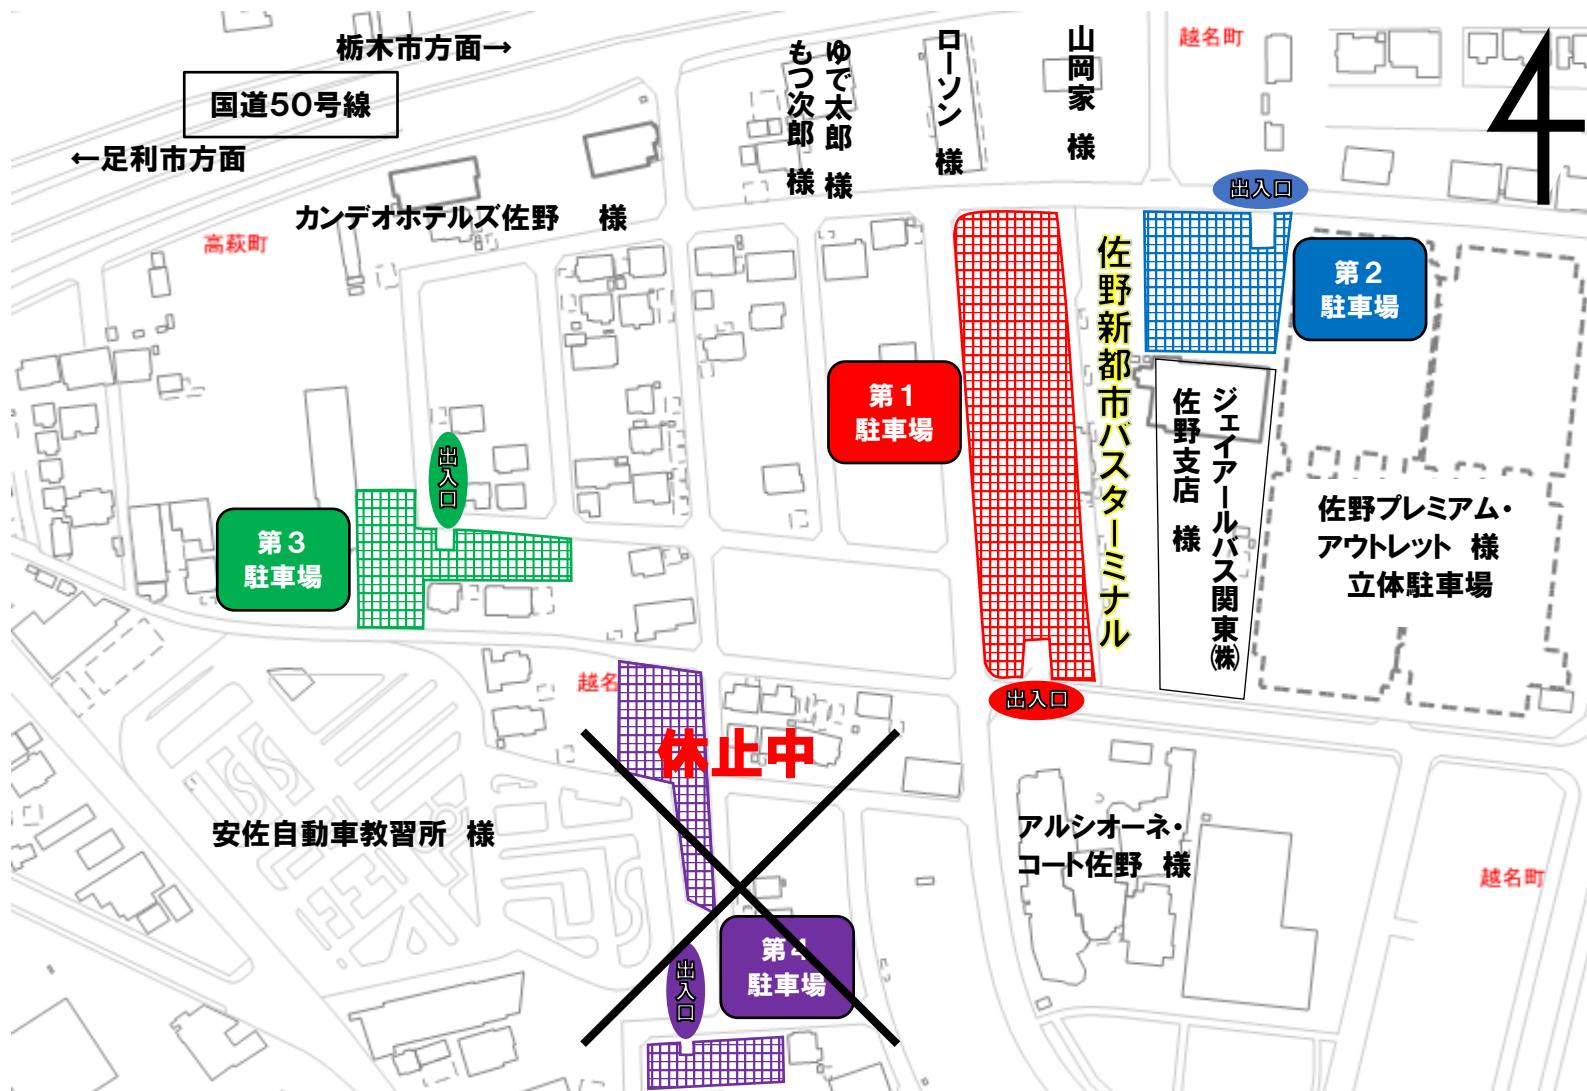 栃木市方面→
国道50号線
←足利市方面
カンデオホテルズ佐野　様
高萩町
ゆで太郎　様
もつ次郎　様
ローソン　様
山岡家　様
越名町
出入口
第2
駐車場
佐野新都市バスターミナル
第1
駐車場
ジェイアールバス関東㈱
佐野支店　様
佐野プレミアム・
アウトレット　様
立体駐車場
出入口
第3
駐車場
出入口
越名
休止中
安佐自動車教習所　様
アルシオーネ・
コート佐野　様
越名町
第4
駐車場
出入口